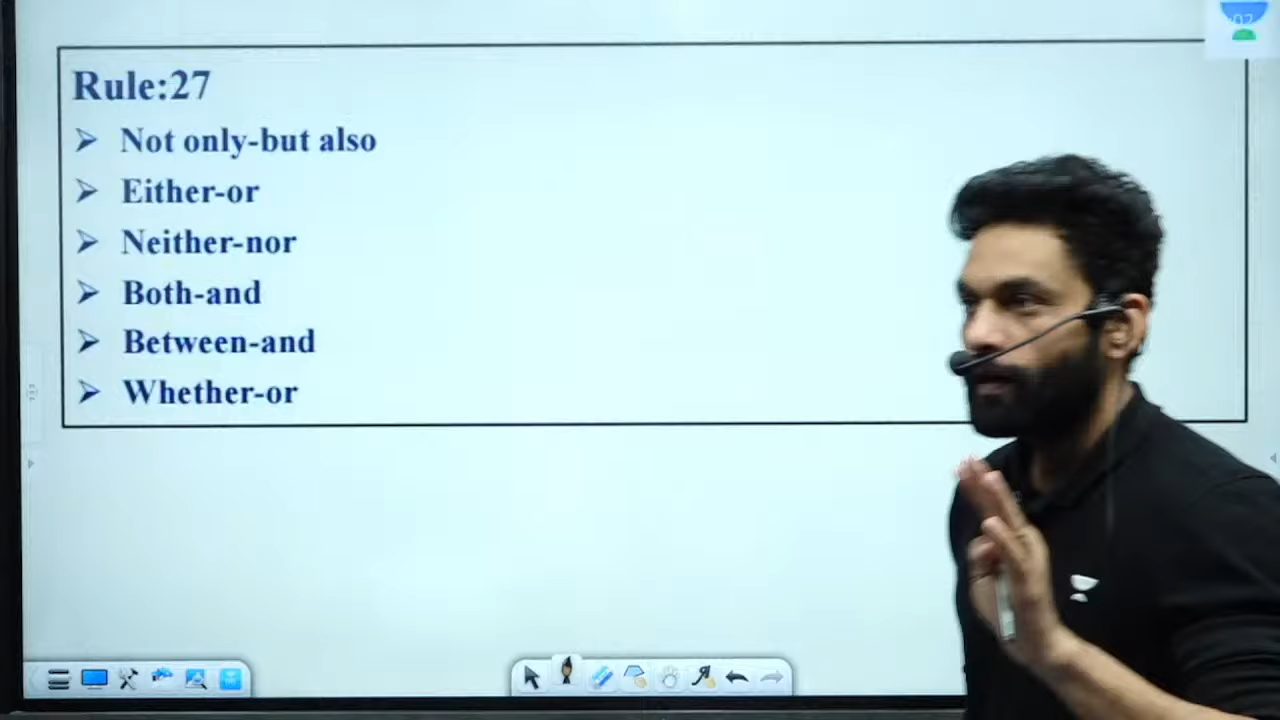 Rule:27
➢ Not only-but also
➢ Either-or
➢ Neither-nor
➢ Both-and
➢ Between-and
➢ Whether-or